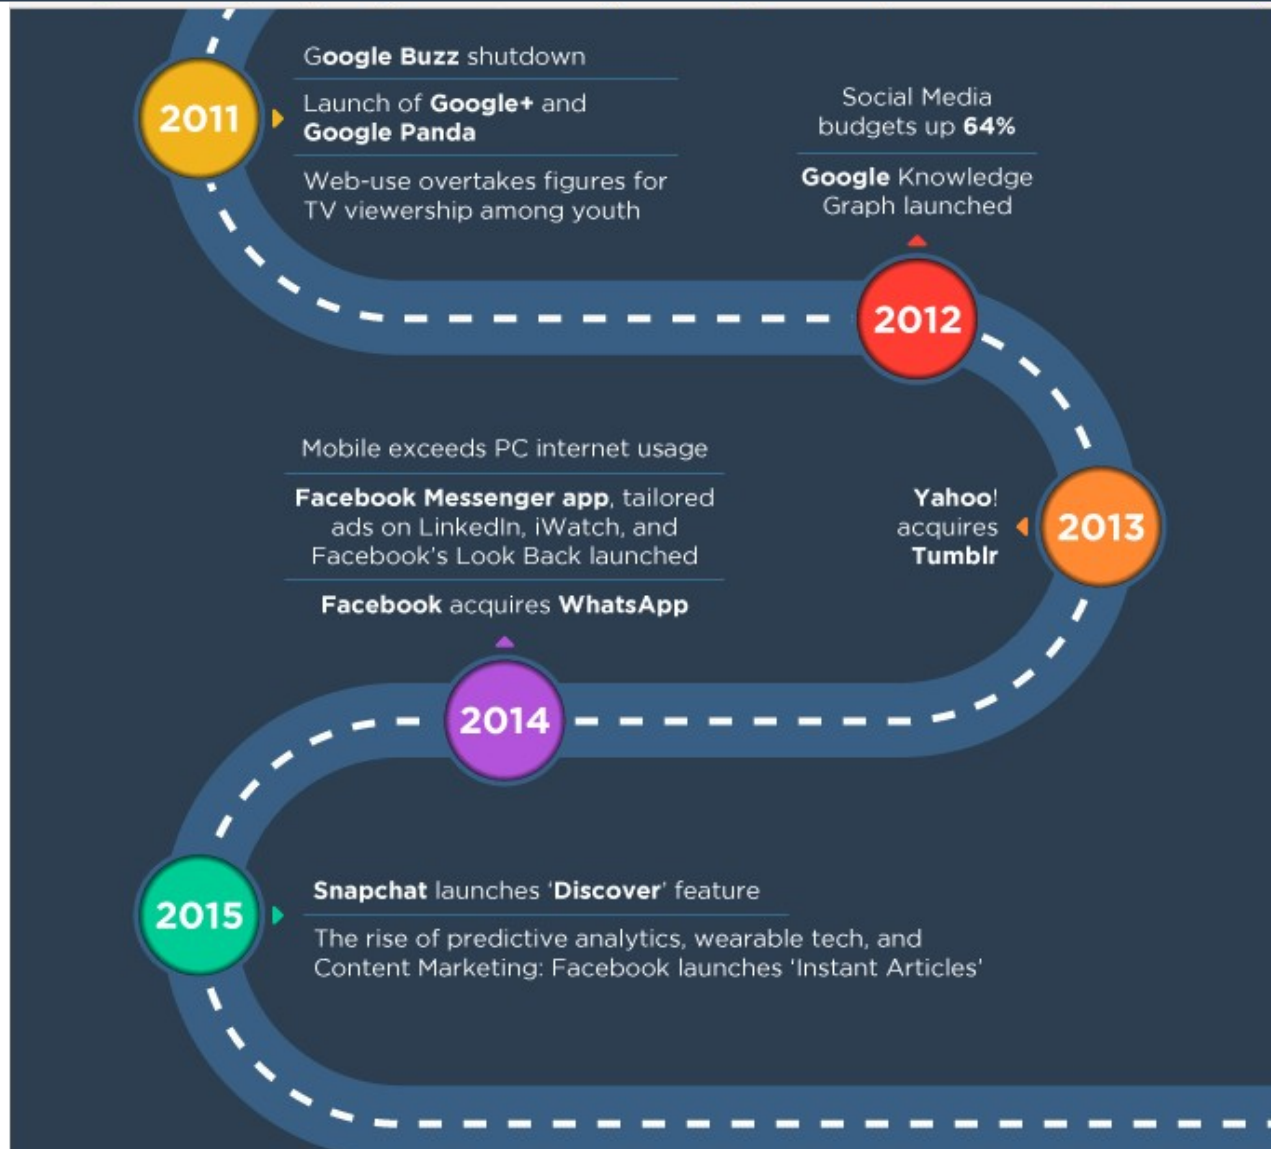 2011
Google Buzz shutdown
Launch of Google+ and
Google Panda
Web-use overtakes figures for
TV viewership among youth
Social Media
budgets up 64%
Google Knowledge
Graph launched
2012
Yahoo!
acquires
Tumblr
2013
Mobile exceeds PC internet usage
Facebook Messenger app, tailored
ads on LinkedIn, iWatch, and
Facebook's Look Back launched
Facebook acquires WhatsApp
2014
2015
Snapchat launches ‘Discover’ feature
The rise of predictive analytics, wearable tech, and
Content Marketing: Facebook launches ‘Instant Articles’